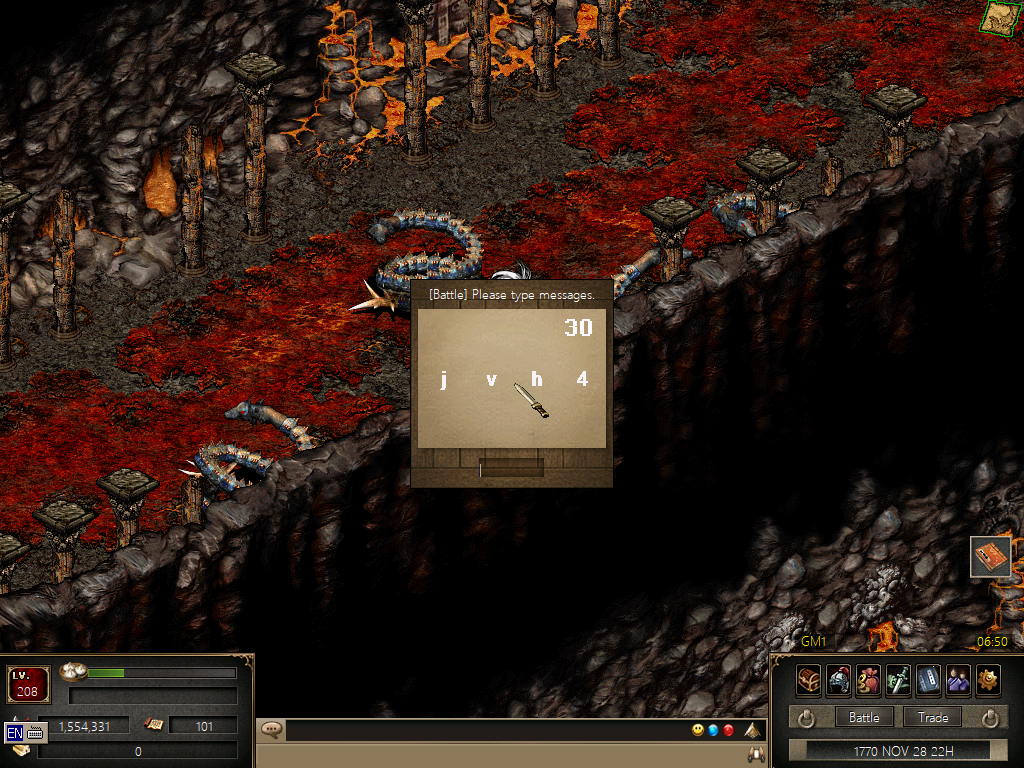 [Battle] Please type messages.
30
j v h 4
GM1 06:50
LV.
208
1,554,331 101
EN
0
Battle Trade
1770 NOV 28 22H